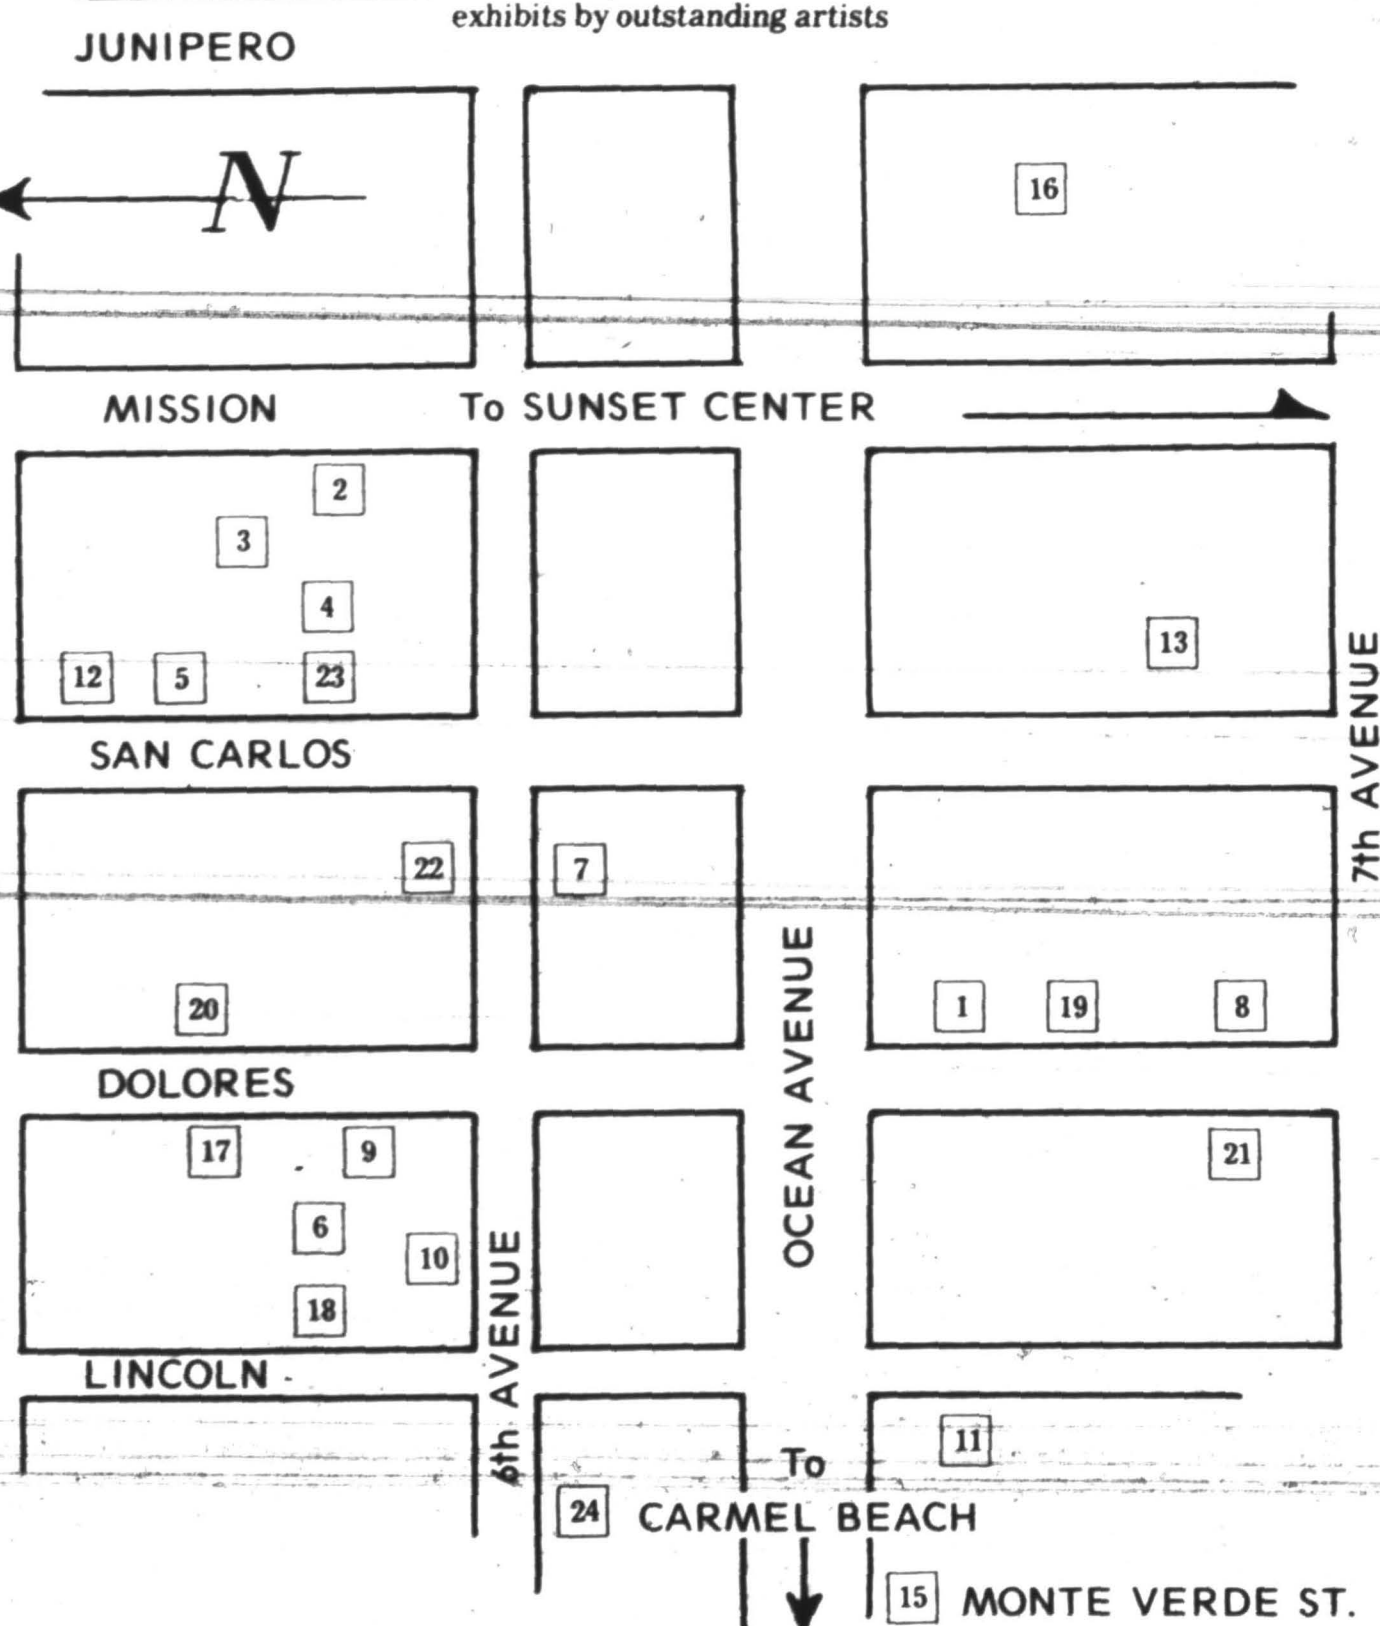 exhibits by outstanding artists
JUNIPERO
N
16
MISSION
To SUNSET CENTER
2
3
4
12
5
23
13
7th AVENUE
SAN CARLOS
22
7
20
1
19
8
OCEAN AVENUE
DOLORES
17
9
21
6
10
18
6th AVENUE
LINCOLN
11
To
24
CARMEL BEACH
15
MONTE VERDE ST.